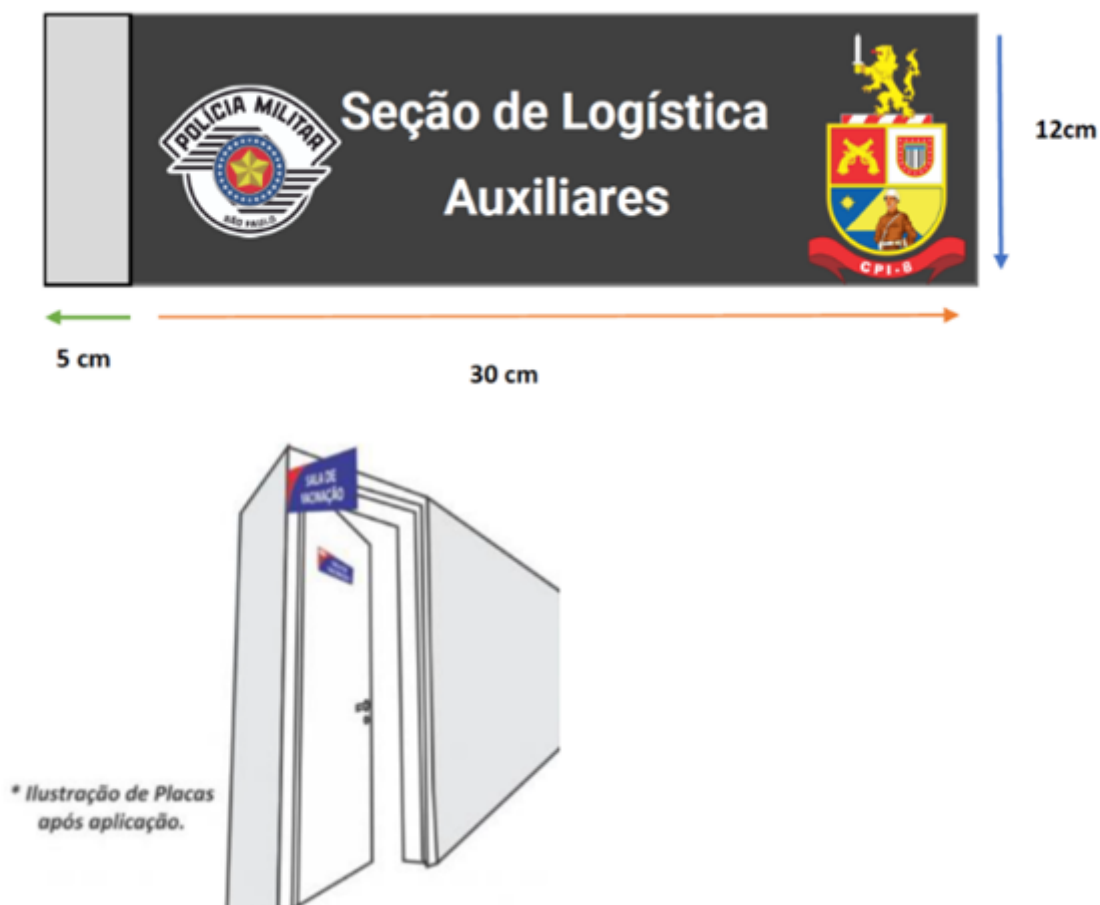 POLÍCIA MILITAR
SÃO PAULO
Seção de Logística
Auxiliares
CPI-8
12cm
5 cm
30 cm
SALA DE
VACINAÇÃO
* Ilustração de Placas
após aplicação.